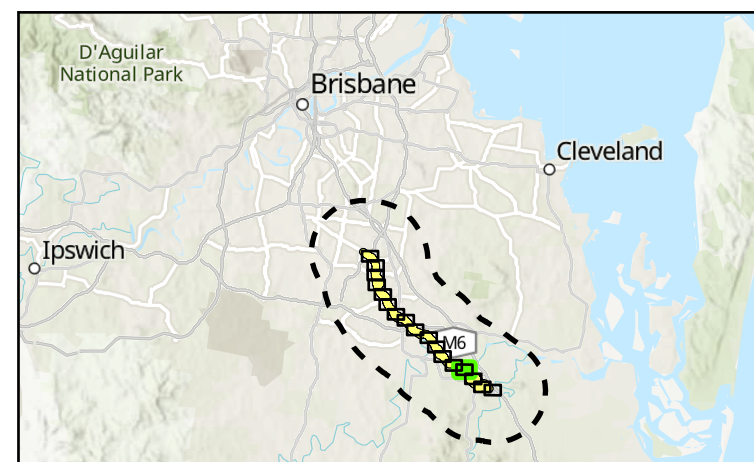 D'Aguilar
National Park
Brisbane
Cleveland
Ipswich
M6